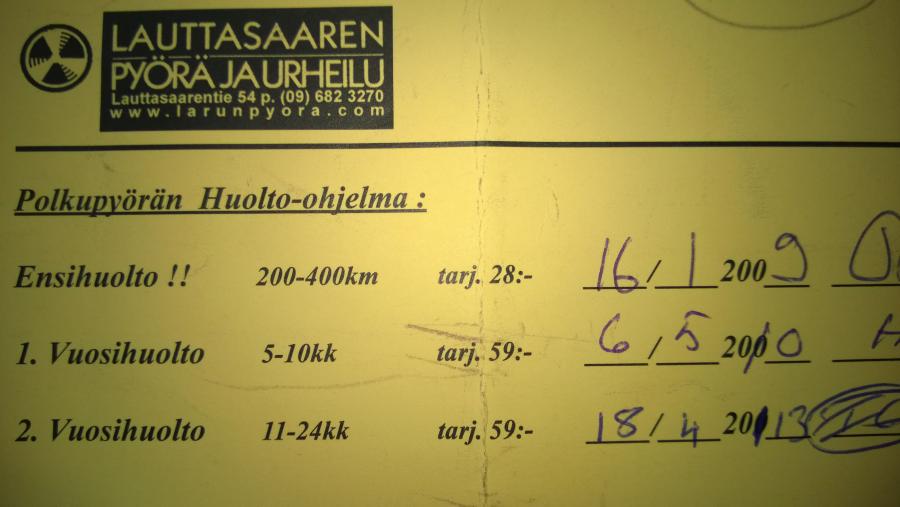 LAUTTASAAREN
PYÖRÄ JA URHEILU
Lauttasaarentie 54 p. (09) 682 3270
www.larunpyora.com
Polkupyörän Huolto-ohjelma :
Ensihuolto !! 200-400km tarj. 28:- 16/1 2009
1. Vuosihuolto 5-10kk tarj. 59:- 6/5 2010
2. Vuosihuolto 11-24kk tarj. 59:- 18/4 2013